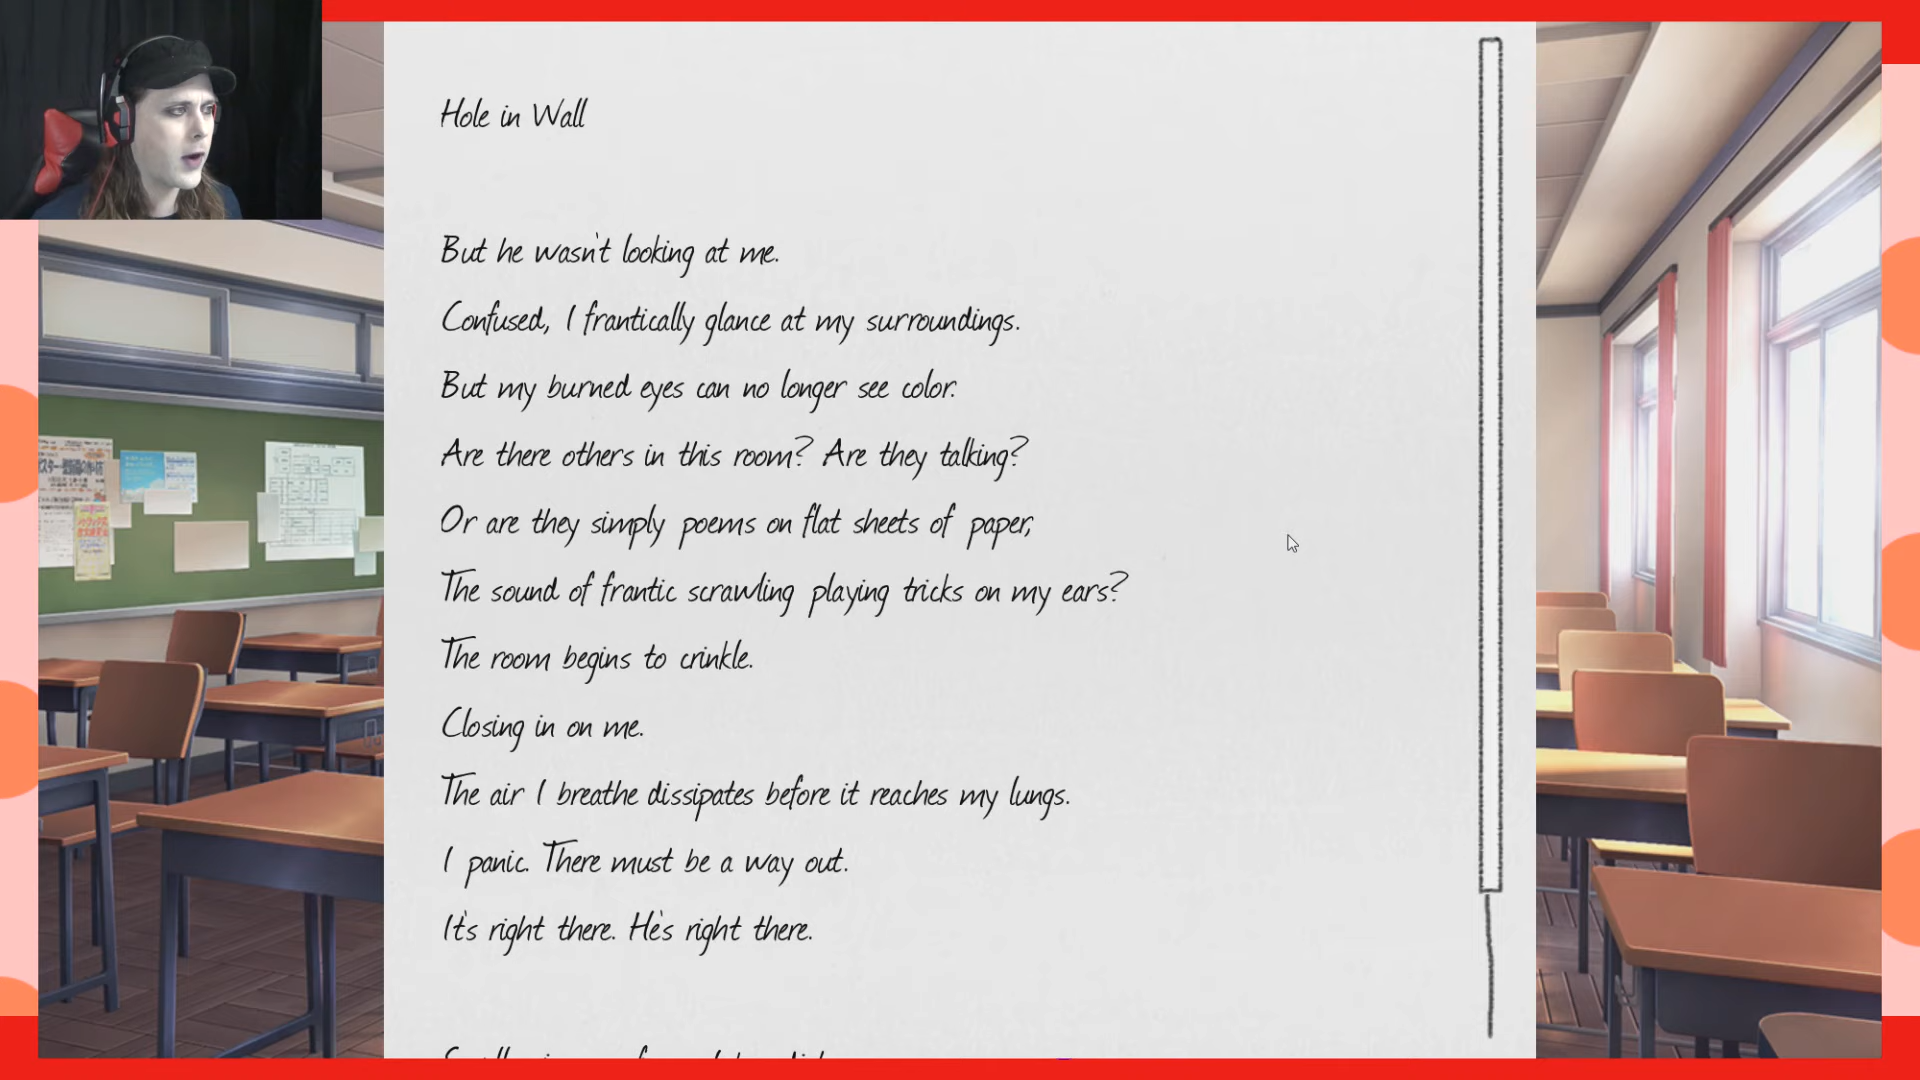 Hole in Wall
But he wasn't looking at me.
Confused, I frantically glance at my surroundings.
But my burned eyes can no longer see color.
Are there others in this room? Are they talking?
Or are they simply poems on flat sheets of paper,
The sound of frantic scrawling playing tricks on my ears?
The room begins to crinkle.
Closing in on me.
The air I breathe dissipates before it reaches my lungs.
I panic. There must be a way out.
It's right there. He's right there.